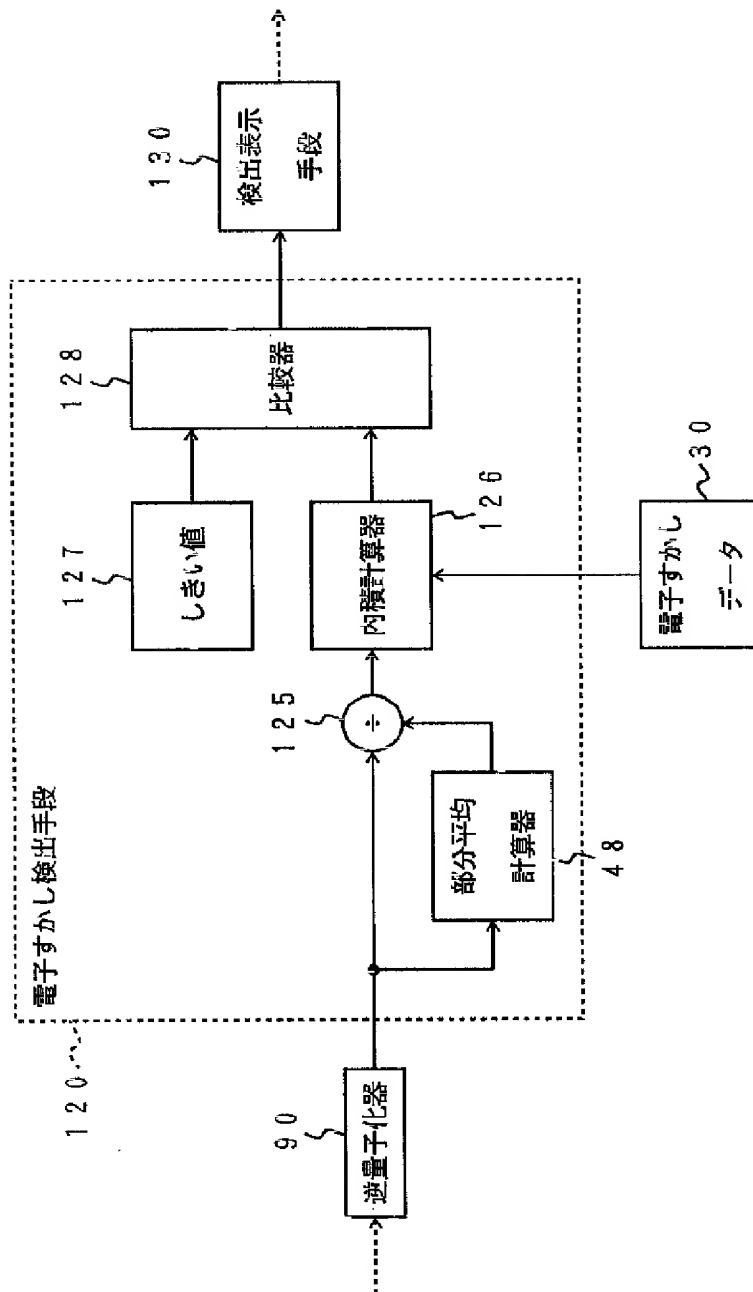 120
電子すかし検出手段
90
逆量子化器
部分平均
計算器
48
125
÷
127
しきい値
内積計算器
126
128
比較器
130
検出表示
手段
電子すかし
データ
30